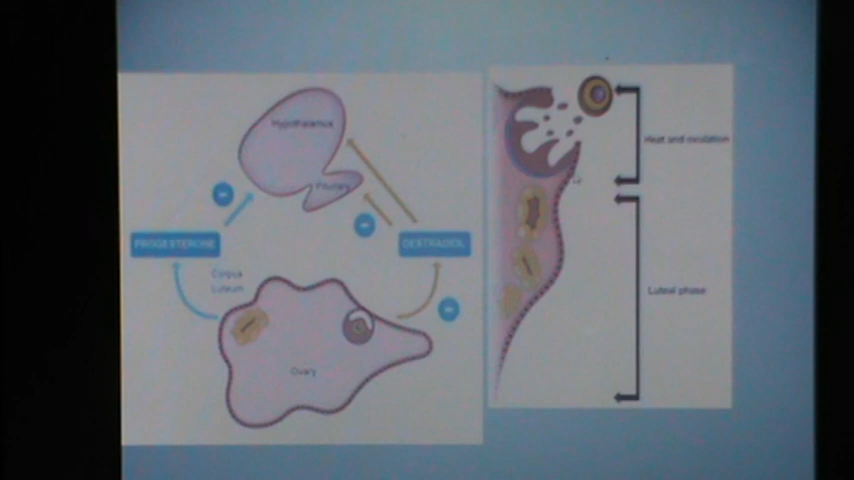 Hypothalamus
Pituitary
PROGESTERONE
OESTRADIOL
Corpus
Luteum
Ovary
Heat and ovulation
Luteal phase